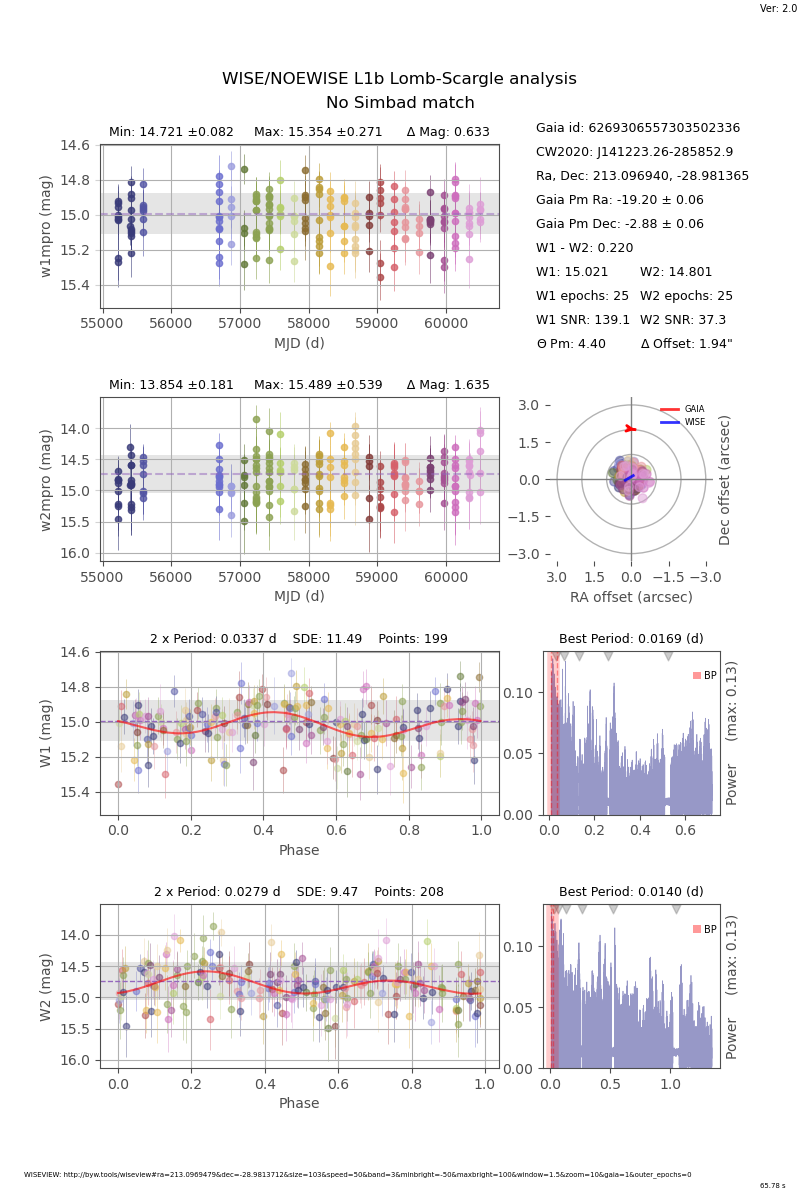 Ver: 2.0
WISE/NOEWISE L1b Lomb-Scargle analysis
No Simbad match
Min: 14.721 ±0.082 Max: 15.354 ±0.271 Δ Mag: 0.633
14.6
14.8
15.0
15.2
15.4
w1mpro (mag)
55000 56000 57000 58000 59000 60000
MJD (d)
Gaia id: 6269306557303502336
CW2020: J141223.26-285852.9
Ra, Dec: 213.096940, -28.981365
Gaia Pm Ra: -19.20 ± 0.06
Gaia Pm Dec: -2.88 ± 0.06
W1 - W2: 0.220
W1: 15.021 W2: 14.801
W1 epochs: 25 W2 epochs: 25
W1 SNR: 139.1 W2 SNR: 37.3
Θ Pm: 4.40 Δ Offset: 1.94"
Min: 13.854 ±0.181 Max: 15.489 ±0.539 Δ Mag: 1.635
14.0
14.5
15.0
15.5
16.0
w2mpro (mag)
55000 56000 57000 58000 59000 60000
MJD (d)
3.0
1.5
0.0
−1.5
−3.0
GAIA
WISE
Dec offset (arcsec)
3.0 1.5 0.0 −1.5 −3.0
RA offset (arcsec)
2 x Period: 0.0337 d SDE: 11.49 Points: 199
14.6
14.8
15.0
15.2
15.4
W1 (mag)
0.0 0.2 0.4 0.6 0.8 1.0
Phase
Best Period: 0.0169 (d)
BP
0.10
0.05
0.00
Power (max: 0.13)
0.0 0.2 0.4 0.6
2 x Period: 0.0279 d SDE: 9.47 Points: 208
14.0
14.5
15.0
15.5
16.0
W2 (mag)
0.0 0.2 0.4 0.6 0.8 1.0
Phase
Best Period: 0.0140 (d)
BP
0.10
0.05
0.00
Power (max: 0.13)
0.0 0.5 1.0
WISEVIEW: http://byw.tools/wiseview#ra=213.0969479&dec=-28.9813712&size=103&speed=50&band=3&minbright=-50&maxbright=100&window=1.5&zoom=10&gaia=1&outer_epochs=0
65.78 s